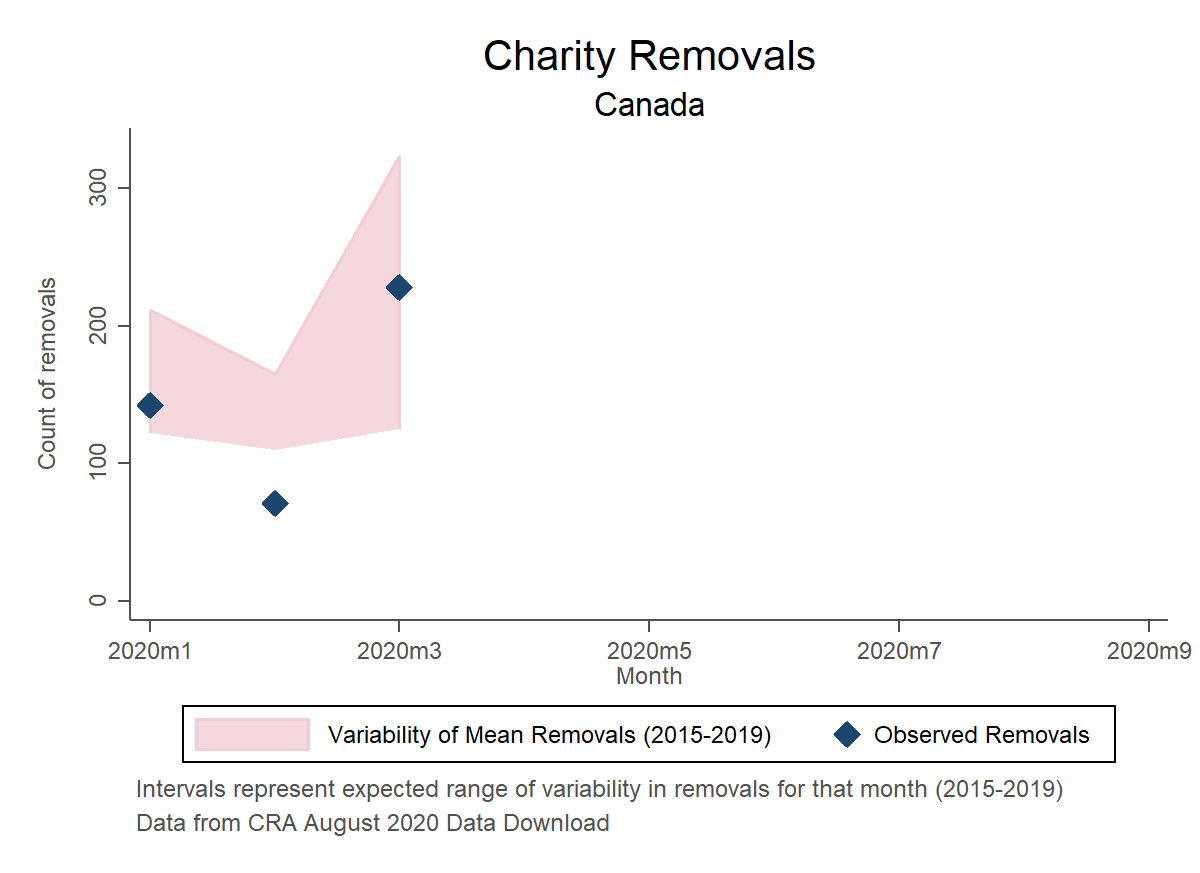 Charity Removals
Canada
Count of removals
300
200
100
0
2020m1 2020m3 2020m5 2020m7 2020m9
Month
Variability of Mean Removals (2015-2019) Observed Removals
Intervals represent expected range of variability in removals for that month (2015-2019)
Data from CRA August 2020 Data Download